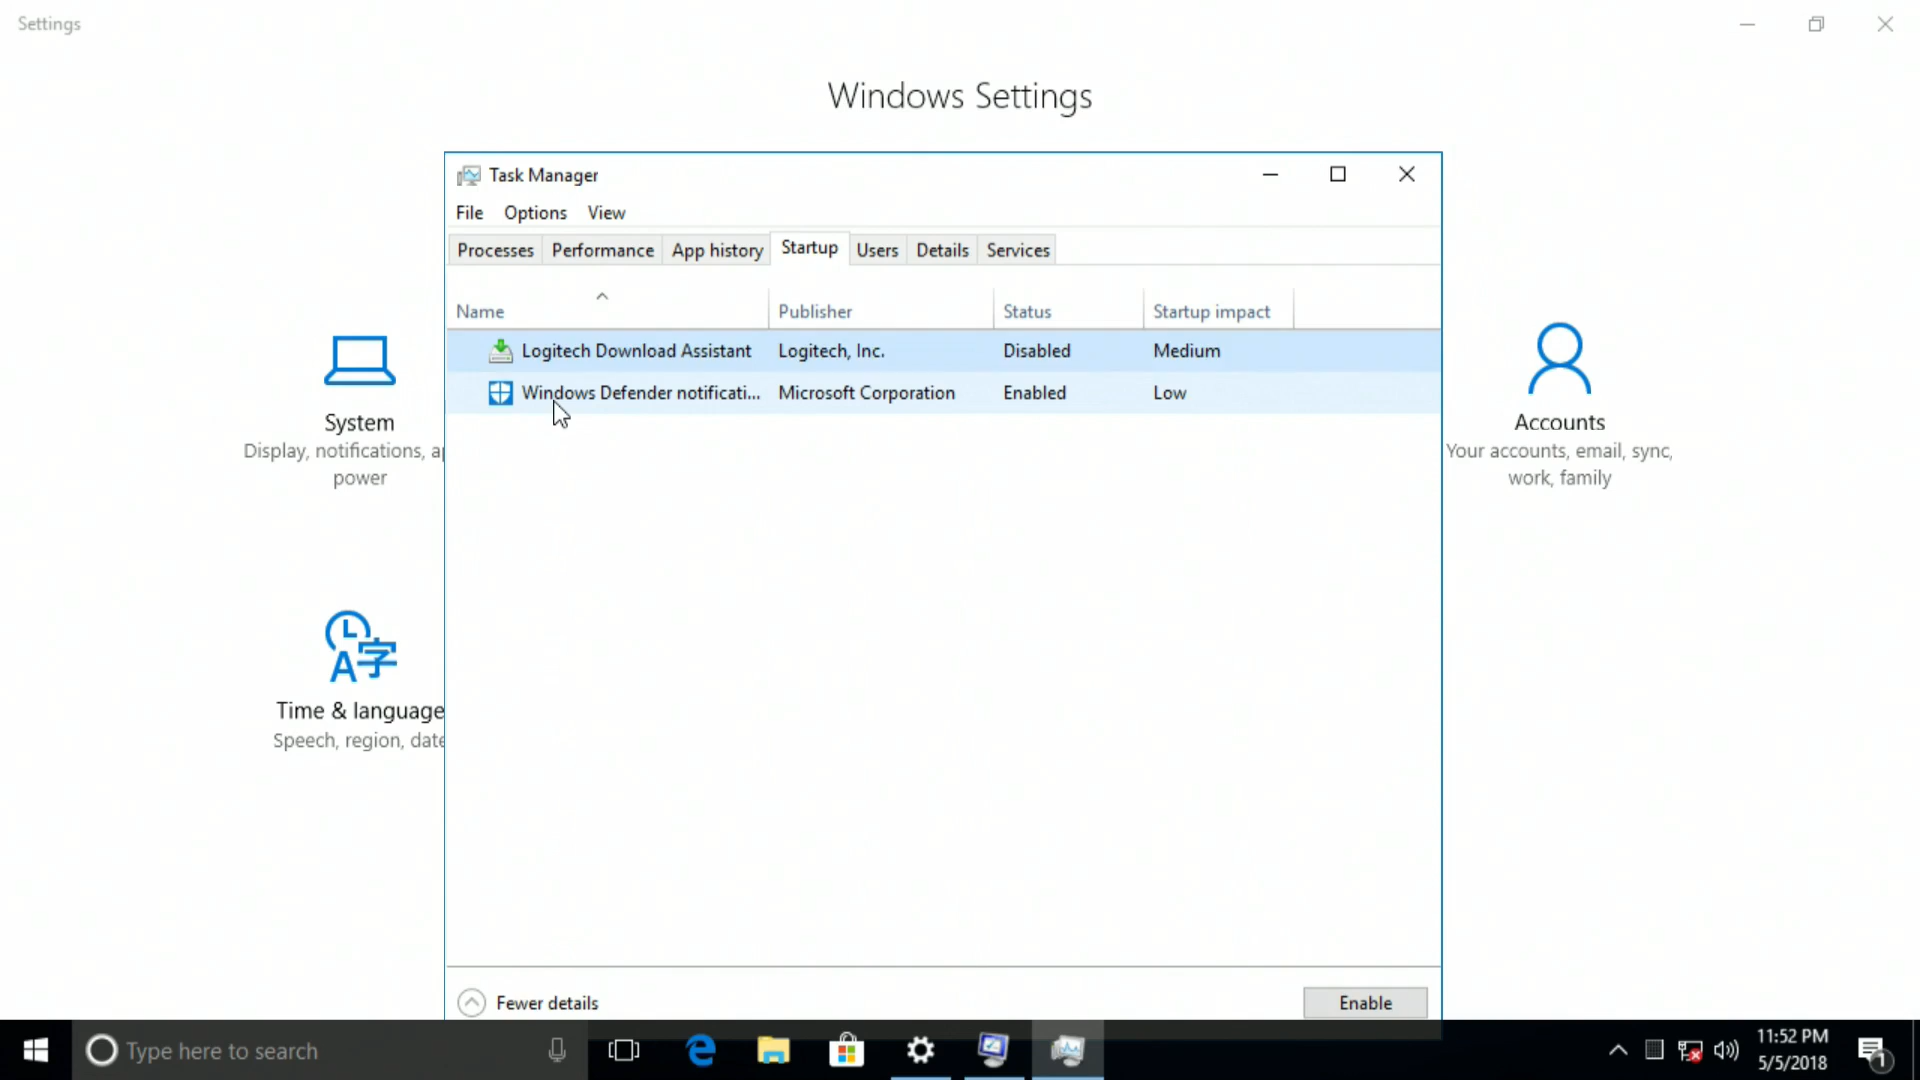 Settings
Windows Settings
Task Manager
File Options View
Processes Performance App history Startup Users Details Services
Name Publisher Status Startup impact
Logitech Download Assistant Logitech, Inc. Disabled Medium
Windows Defender notificati... Microsoft Corporation Enabled Low
System
Display, notifications, a
power
Accounts
Your accounts, email, sync,
work, family
A字
Time & language
Speech, region, date
Fewer details
Enable
Type here to search
11:52 PM
5/5/2018
1